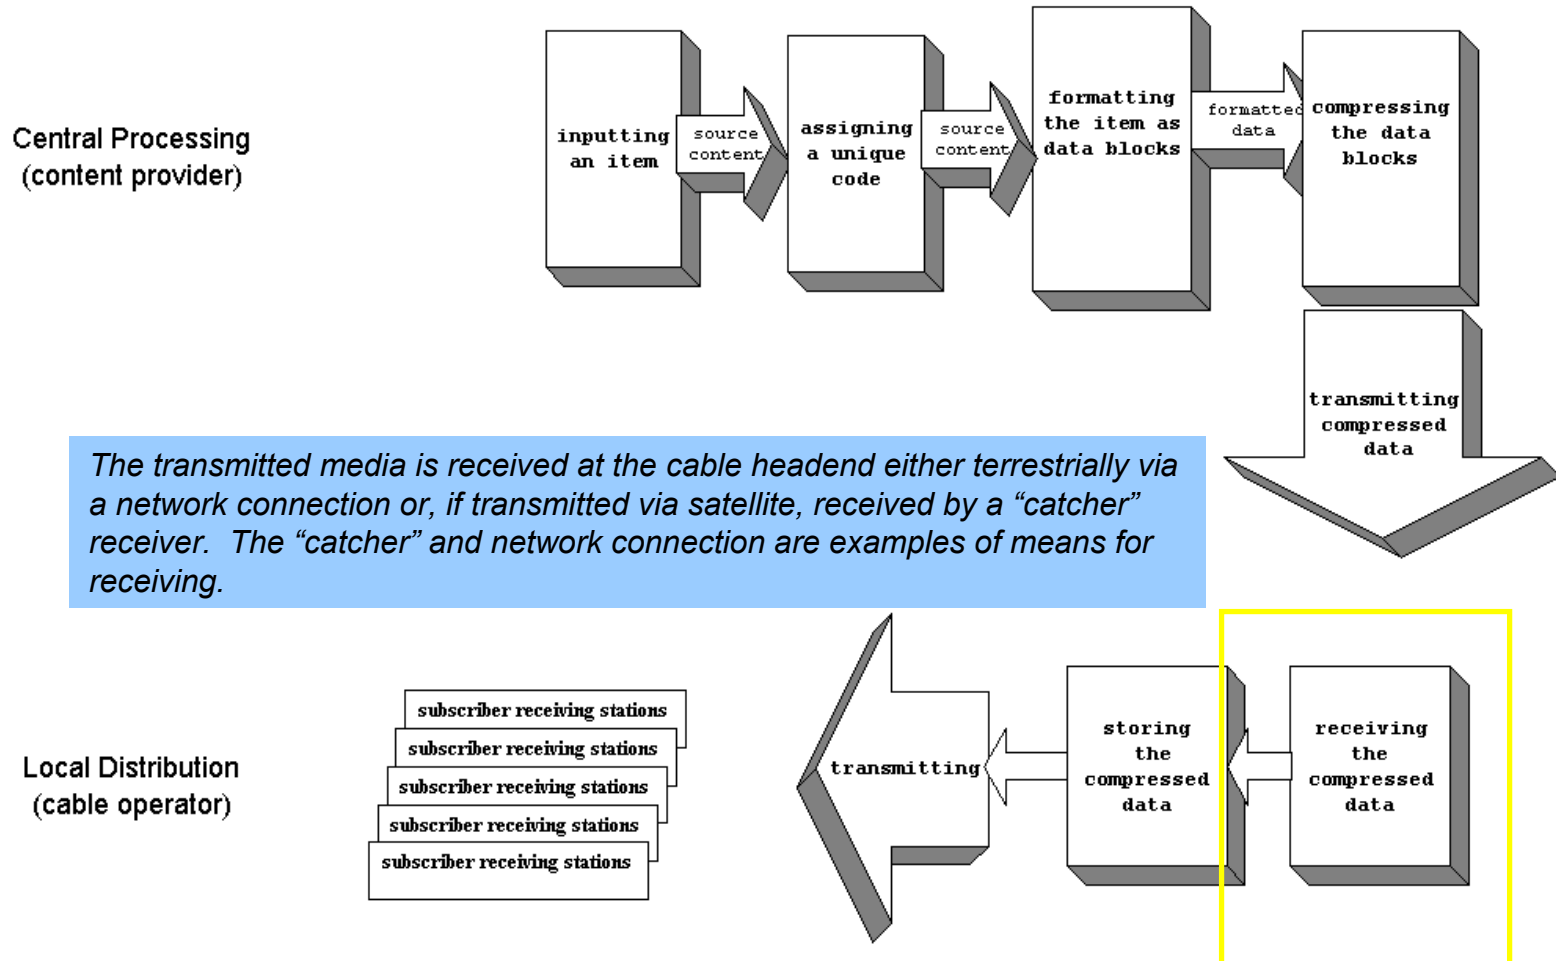 Central Processing
(content provider)
inputting
an item
source
content
assigning
a unique
code
source
content
formatting
the item as
data blocks
formatted
data
compressing
the data
blocks
transmitting
compressed
data
The transmitted media is received at the cable headend either terrestrially via
a network connection or, if transmitted via satellite, received by a “catcher”
receiver.  The “catcher” and network connection are examples of means for
receiving.
Local Distribution
(cable operator)
subscriber receiving stations
subscriber receiving stations
subscriber receiving stations
subscriber receiving stations
subscriber receiving stations
transmitting
storing
the
compressed
data
receiving
the
compressed
data